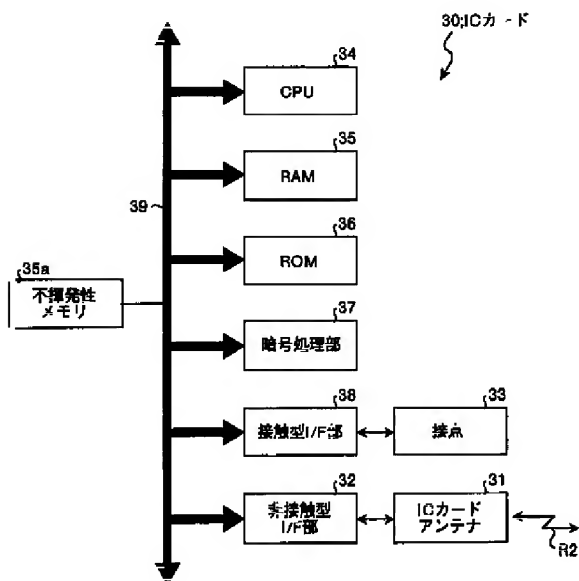 30;ICカード
34
CPU
35
RAM
39
36
ROM
35a
不揮発性
メモリ
37
暗号処理部
38
接触型I/F部
33
接点
32
非接触型
I/F部
31
ICカード
アンテナ
R2